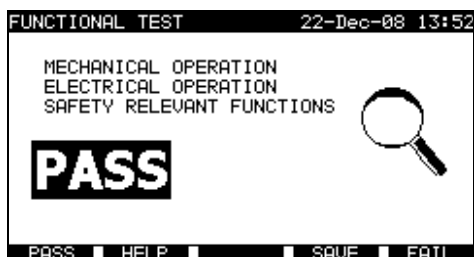 FUNCTIONAL TEST 22-Dec-08 13:52
MECHANICAL OPERATION
ELECTRICAL OPERATION
SAFETY RELEVANT FUNCTIONS
PASS
PASS HELP SAVE FAIL